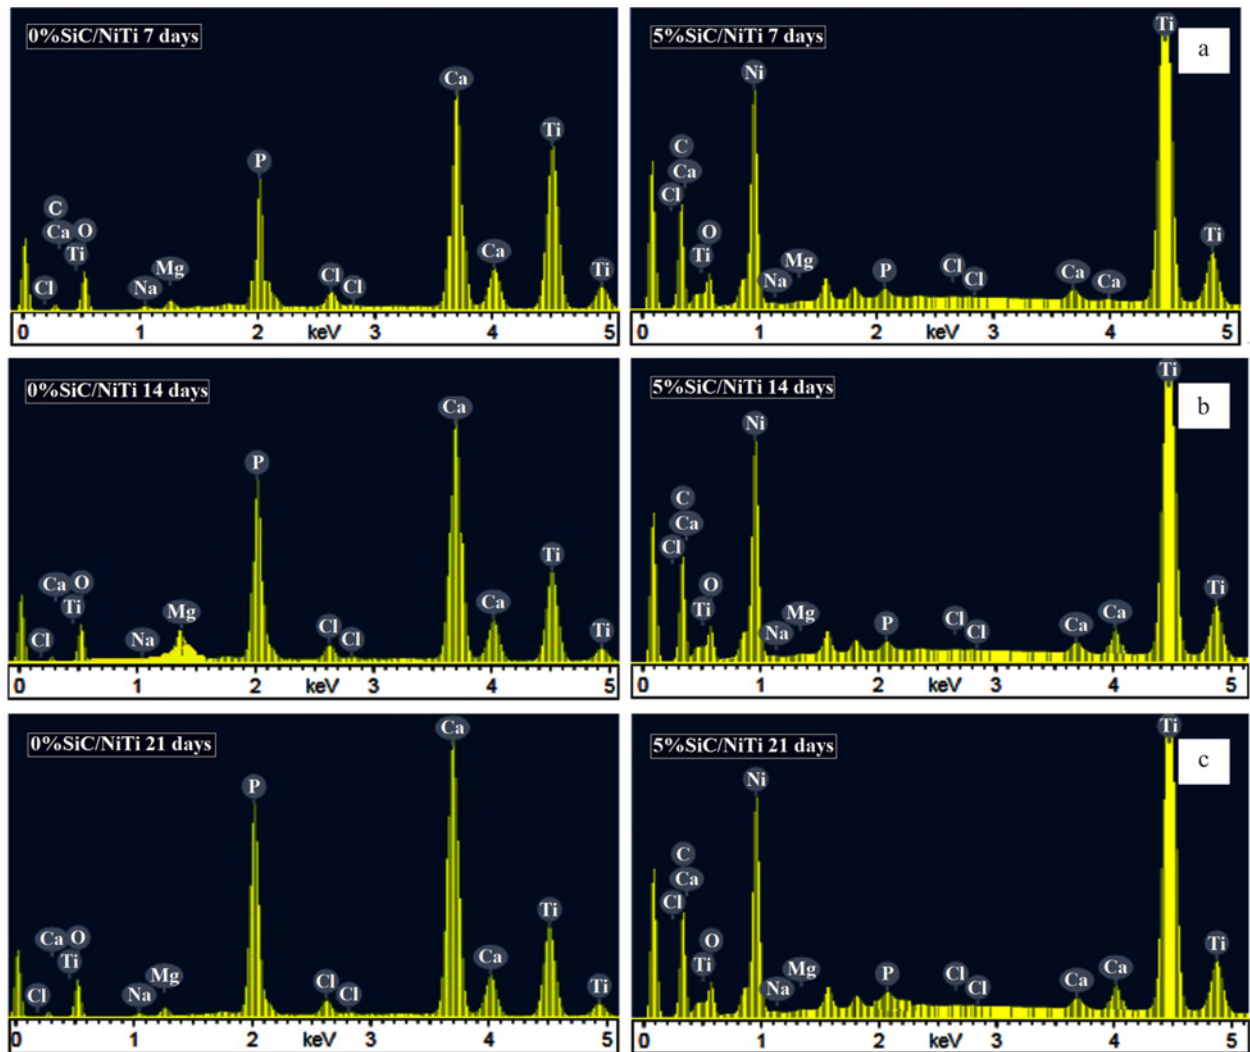 0%SiC/NiTi 7 days
C
Ca
O
Ti
Cl
Na
Mg
P
Cl
Cl
Ca
Ca
Ti
Ti
0 1 2 keV 3 4 5
5%SiC/NiTi 7 days
a
C
Ca
Cl
O
Ti
Ni
Na
Mg
P
Cl
Cl
Ca
Ca
Ti
Ti
0 1 2 keV 3 4 5
0%SiC/NiTi 14 days
Ca
O
Ti
Cl
Na
Mg
P
Cl
Cl
Ca
Ca
Ti
Ti
0 1 2 keV 3 4 5
5%SiC/NiTi 14 days
b
C
Ca
Cl
O
Ti
Ni
Na
Mg
P
Cl
Cl
Ca
Ca
Ti
Ti
0 1 2 keV 3 4 5
0%SiC/NiTi 21 days
Ca
O
Ti
Cl
Na
Mg
P
Cl
Cl
Ca
Ca
Ti
Ti
0 1 2 keV 3 4 5
5%SiC/NiTi 21 days
c
C
Ca
Cl
O
Ti
Ni
Na
Mg
P
Cl
Cl
Ca
Ca
Ti
Ti
0 1 2 keV 3 4 5